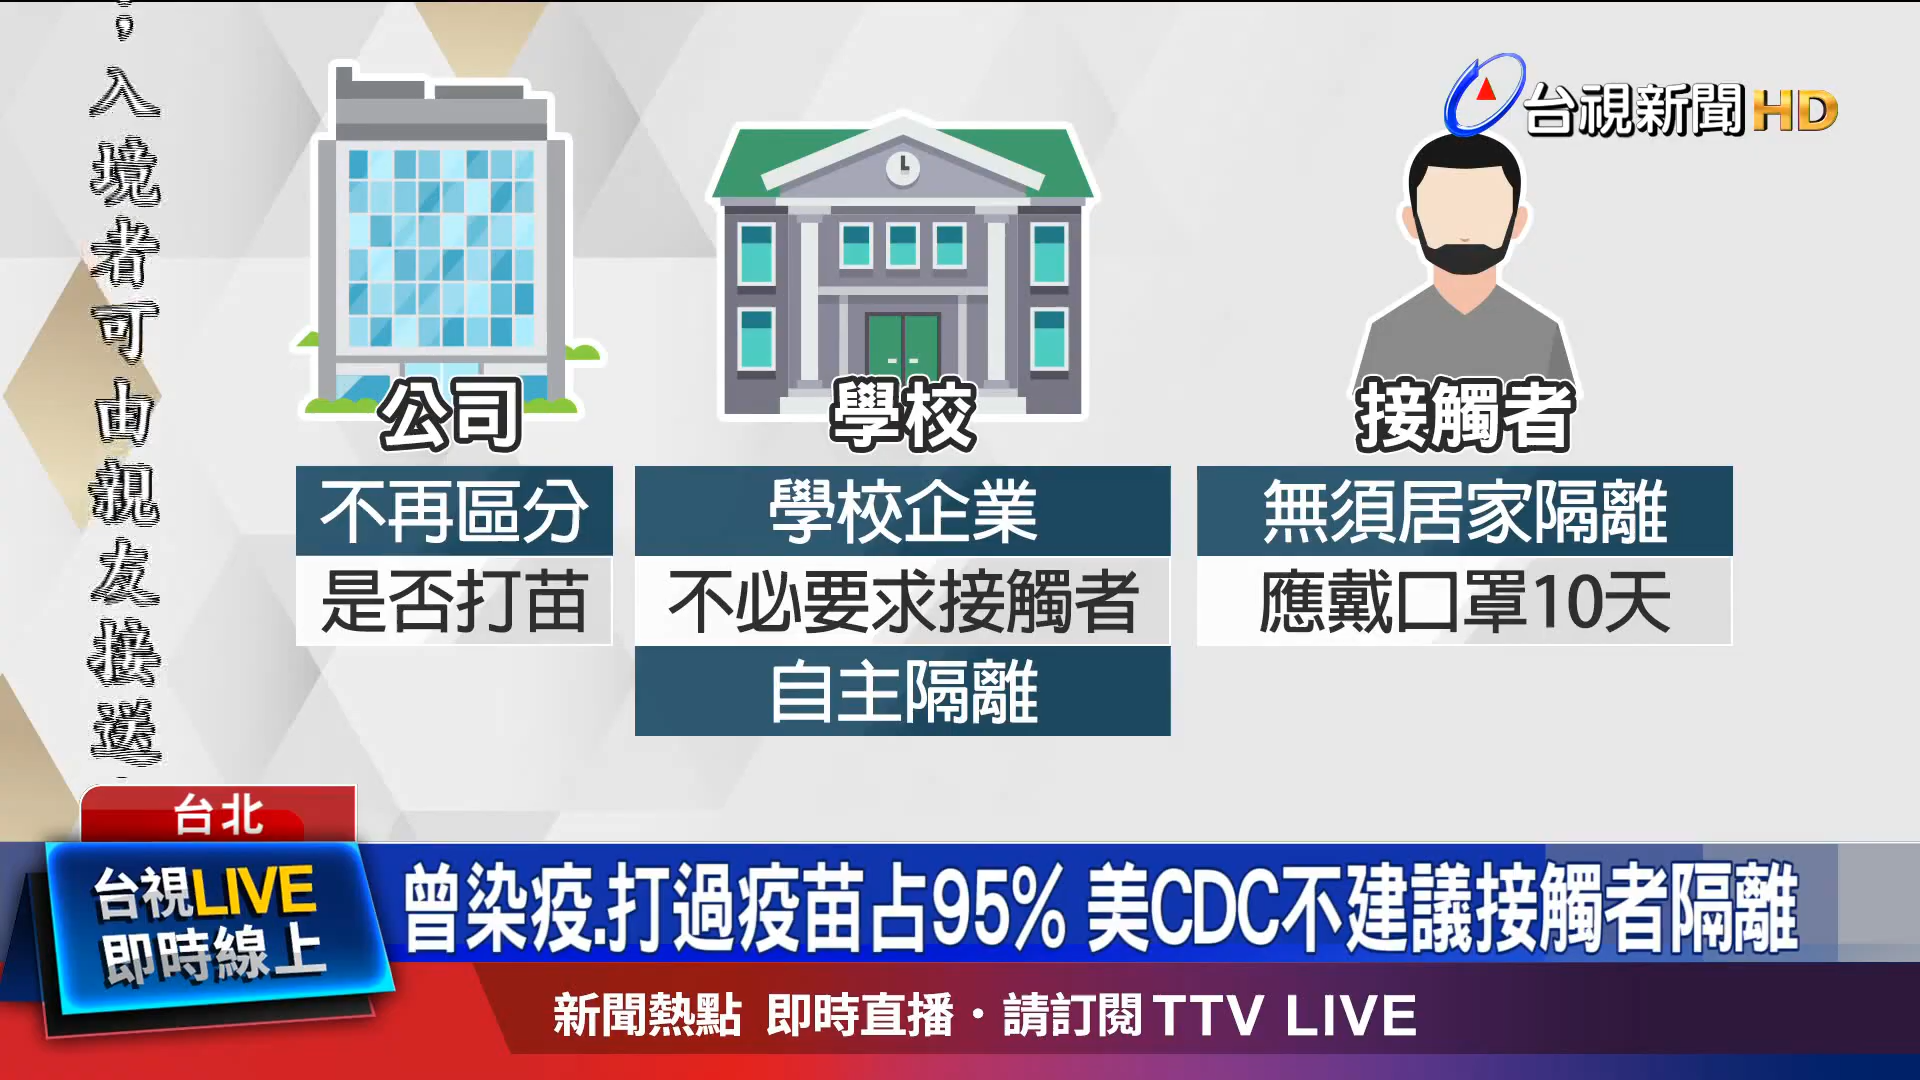 ：入境者可由親友接送
台視新聞HD
公司
不再區分
是否打苗
學校
學校企業
不必要求接觸者
自主隔離
接觸者
無須居家隔離
應戴口罩10天
台北
台視LIVE
即時線上
曾染疫.打過疫苗占95% 美CDC不建議接觸者隔離
新聞熱點 即時直播·請訂閱TTV LIVE